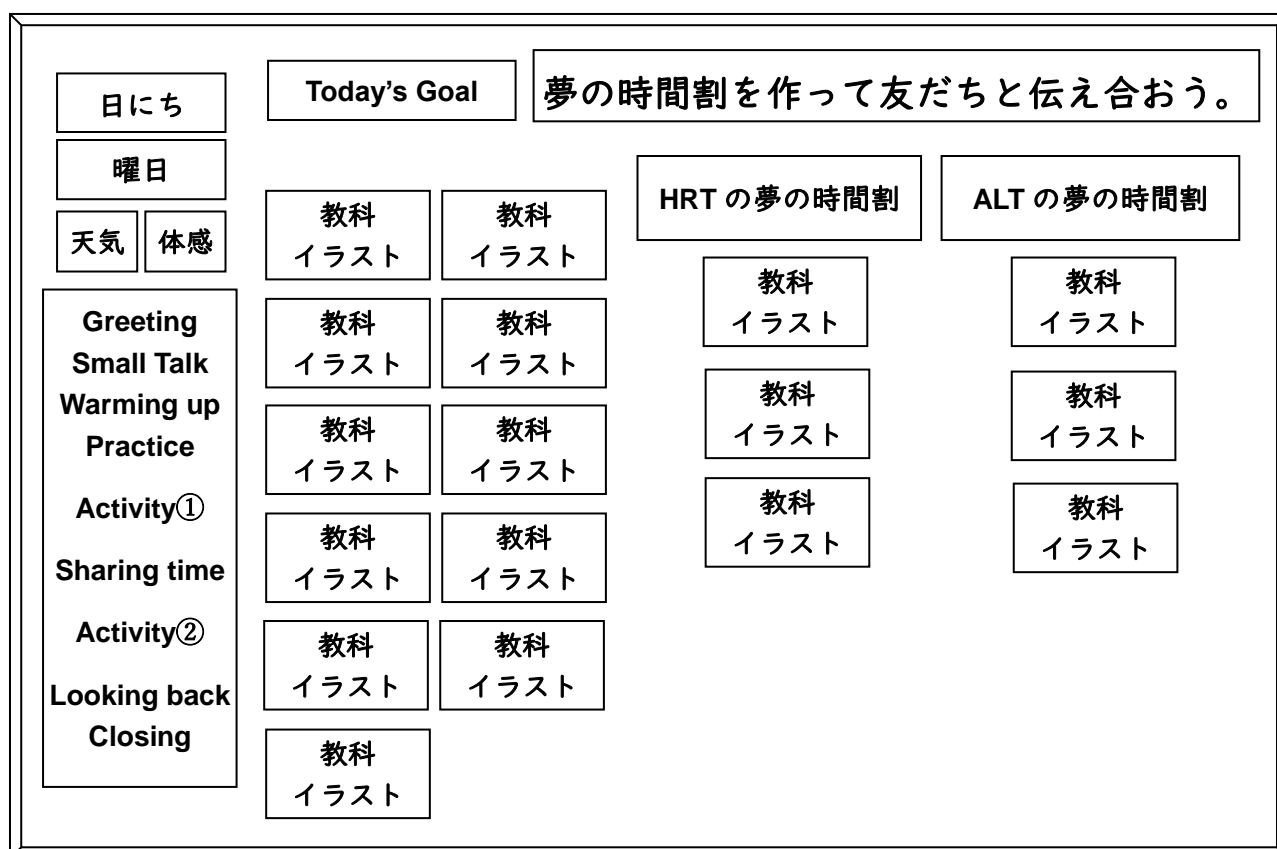 日にち
曜日
天気 体感
Greeting
Small Talk
Warming up
Practice
Activity①
Sharing time
Activity②
Looking back
Closing
Today's Goal
夢の時間割を作って友だちと伝え合おう。
教科 教科
イラスト イラスト
教科 教科
イラスト イラスト
教科 教科
イラスト イラスト
教科 教科
イラスト イラスト
教科 教科
イラスト イラスト
教科
イラスト
HRT の夢の時間割
教科
イラスト
教科
イラスト
教科
イラスト
ALT の夢の時間割
教科
イラスト
教科
イラスト
教科
イラスト